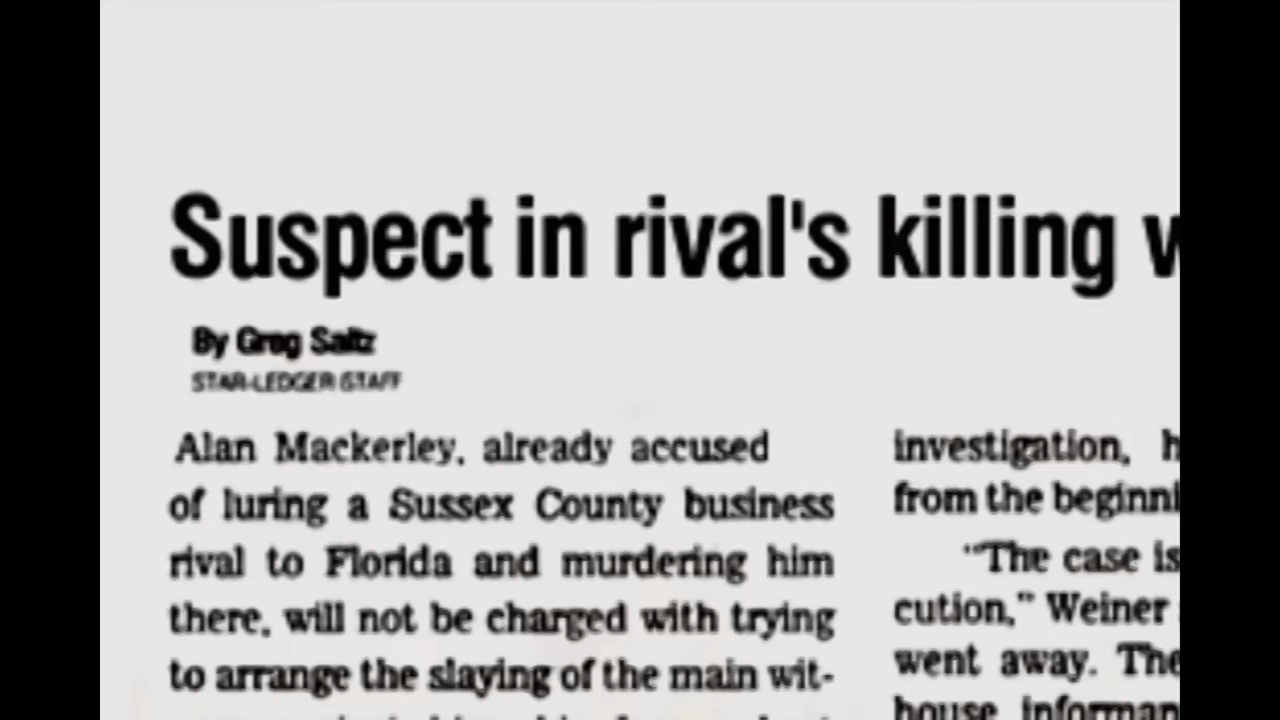 Suspect in rival's killing
By Greg Saltz
STAR-LEDGER STAFF
Alan Mackerley, already accused
of luring a Sussex County business
rival to Florida and murdering him
there, will not be charged with trying
to arrange the slaying of the main wit-
investigation,
from the beginni
"The case is
cution," Weiner
went away. The
house informan